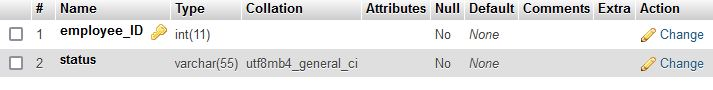 # Name Type Collation Attributes Null Default Comments Extra Action
1 employee_ID int(11) No None Change
2 status varchar(55) utf8mb4_general_ci No None Change